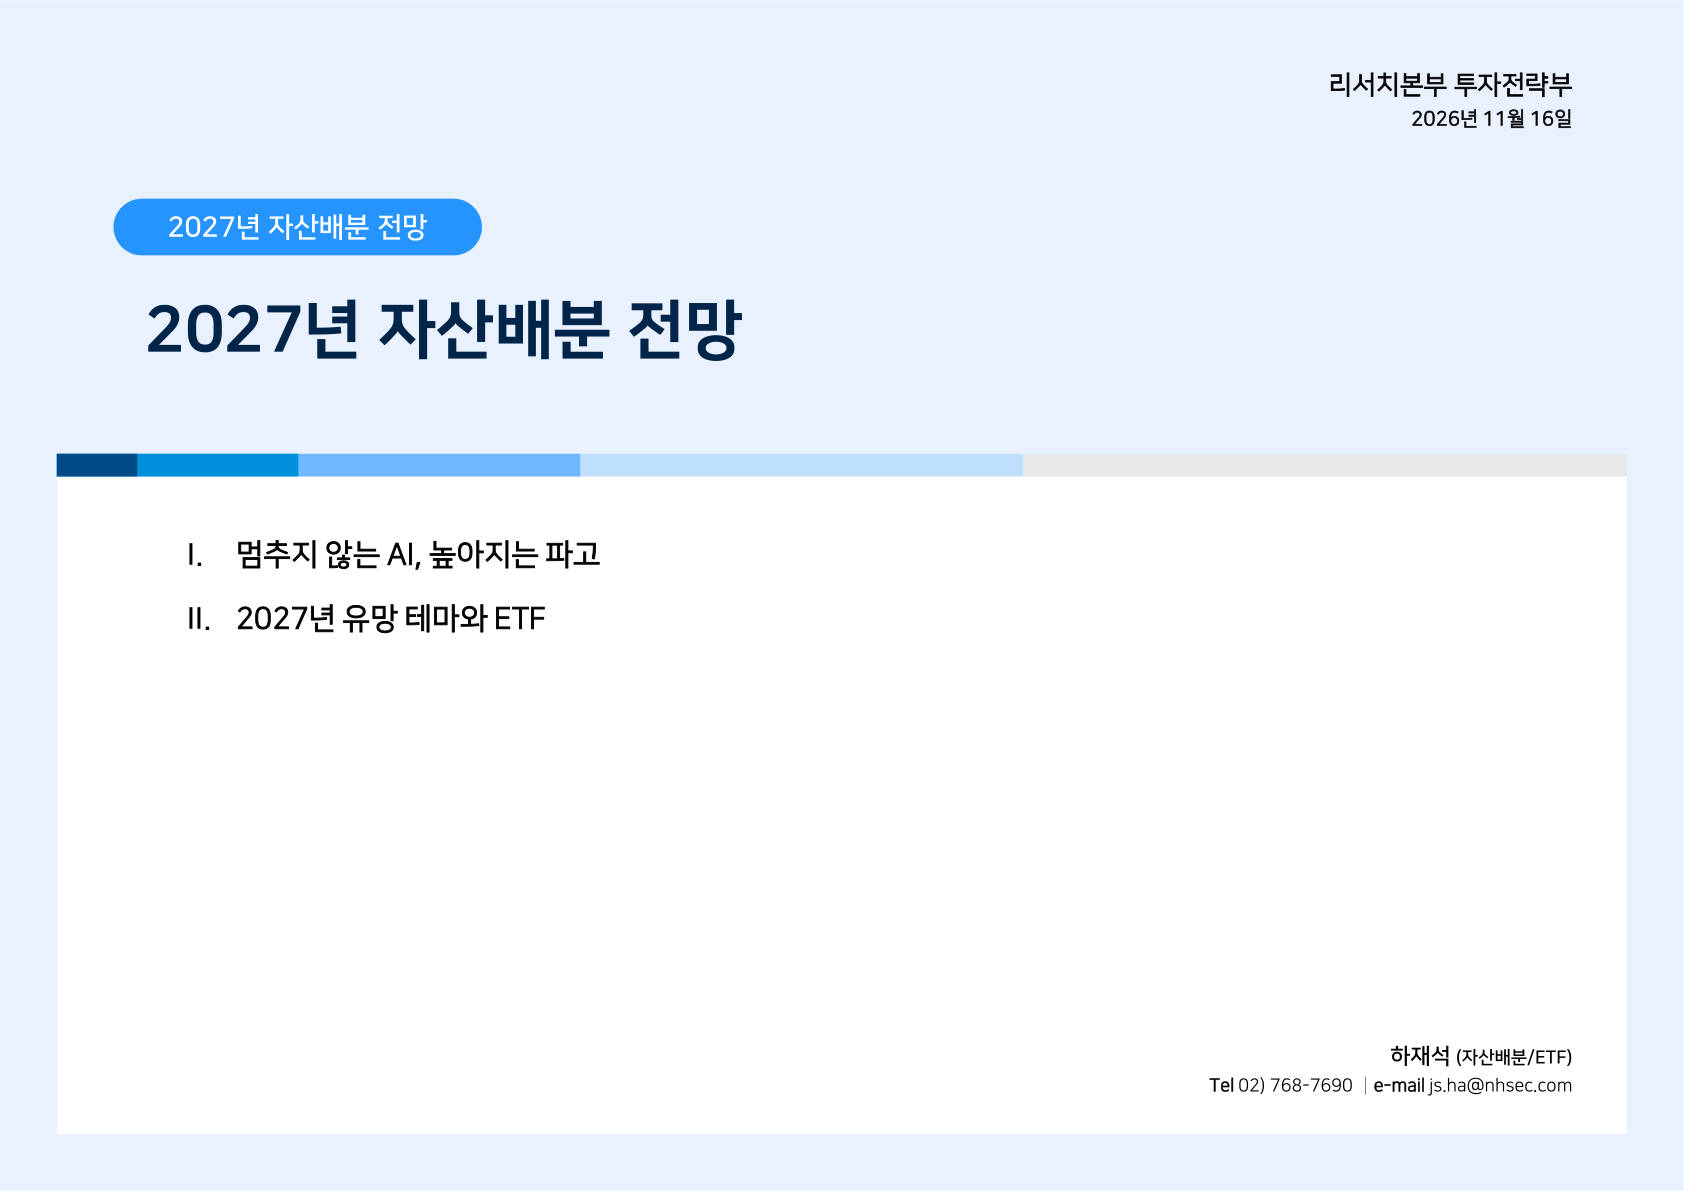 리서치본부 투자전략부
2026년 11월 16일
2027년 자산배분 전망
2027년 자산배분 전망
I. 멈추지 않는 AI, 높아지는 파고
II. 2027년 유망 테마와 ETF
하재석 (자산배분/ETF)
Tel 02) 768-7690 | e-mail js.ha@nhsec.com